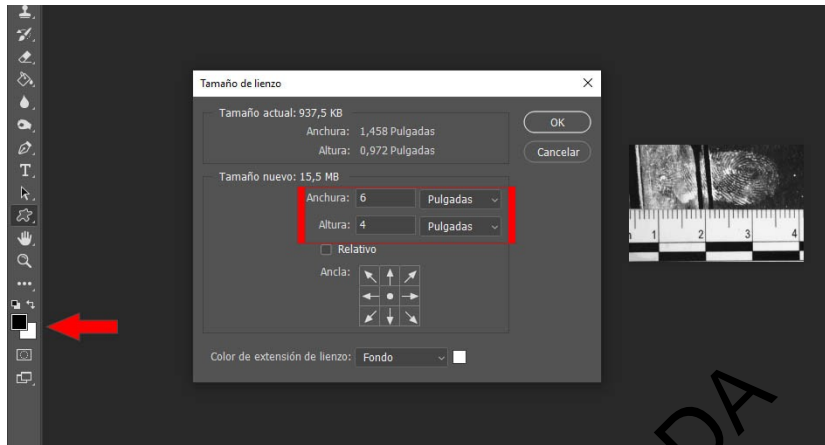 Tamaño de lienzo
Tamaño actual: 937,5 KB
Anchura: 1,458 Pulgadas
Altura: 0,972 Pulgadas
OK
Cancelar
Tamaño nuevo: 15,5 MB
Anchura: 6 Pulgadas
Altura: 4 Pulgadas
Relativo
Ancla:
Color de extensión de lienzo: Fondo
T
1 2 3 4
DA